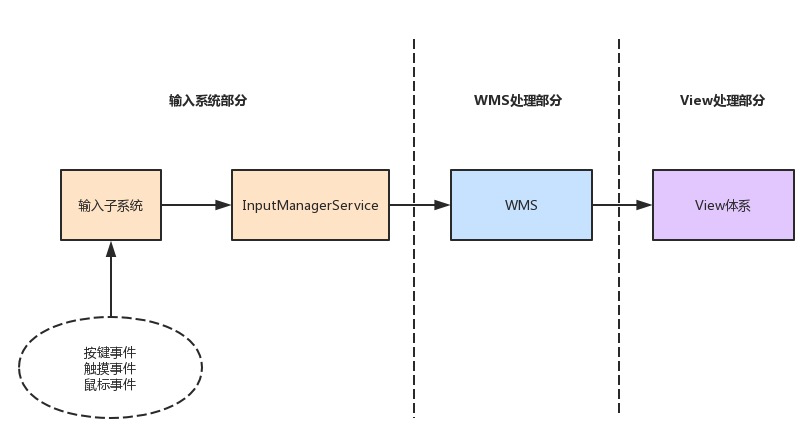 输入系统部分
WMS处理部分
View处理部分
输入子系统
InputManagerService
WMS
View体系
按键事件
触摸事件
鼠标事件